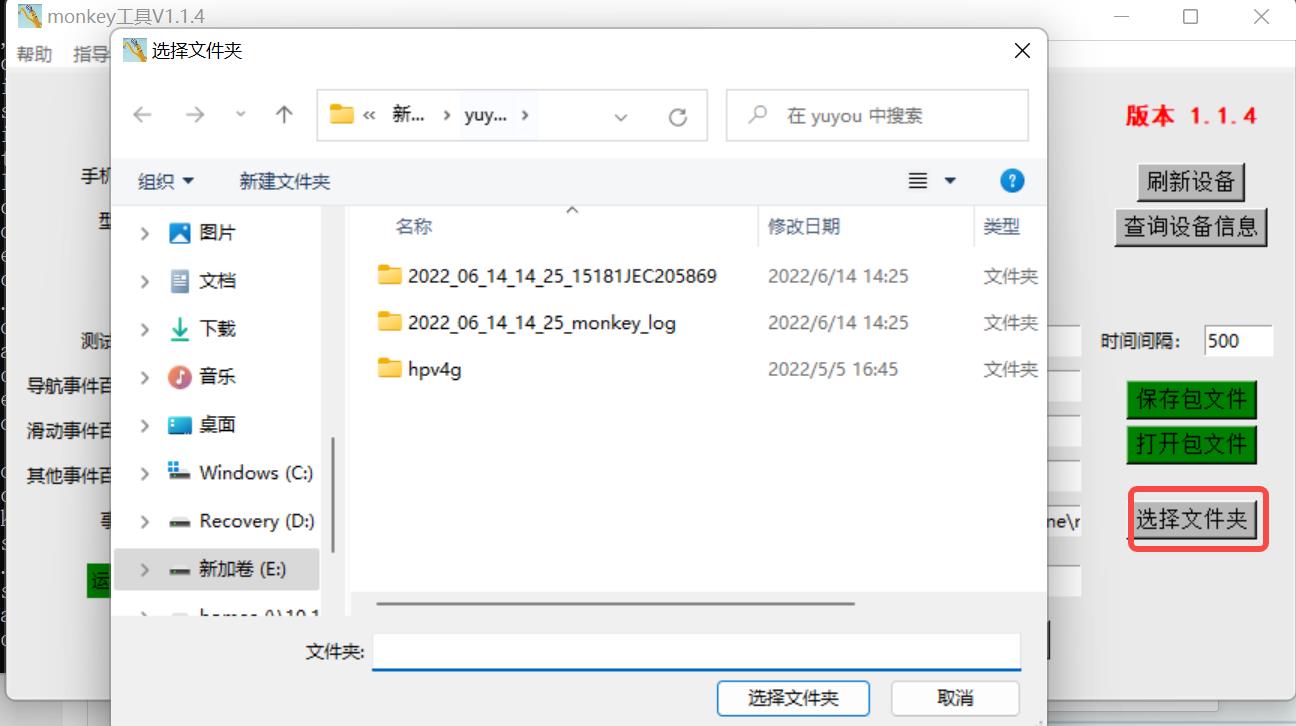 monkey工具V1.1.4
帮助 指导
选择文件夹
« 新... › yuy... ›
在 yuyou 中搜索
版本 1.1.4
组织 新建文件夹
手机
刷新设备
型
查询设备信息
名称 修改日期 类型
图片
文档
下载
音乐
桌面
Windows (C:)
Recovery (D:)
新加卷 (E:)
2022_06_14_14_25_15181JEC205869 2022/6/14 14:25 文件夹
2022_06_14_14_25_monkey_log 2022/6/14 14:25 文件夹
hpv4g 2022/5/5 16:45 文件夹
测试
时间间隔: 500
导航事件百
保存包文件
滑动事件百
打开包文件
其他事件百
事
ne\r
选择文件夹
运
文件夹:
选择文件夹 取消